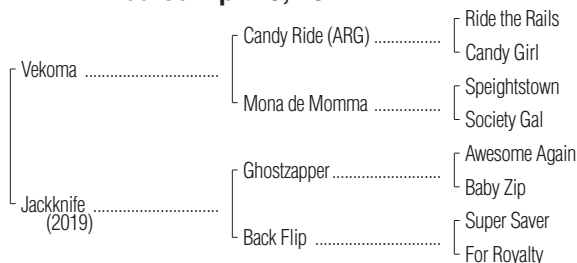 Ride the Rails
Candy Ride (ARG)
Candy Girl
Vekoma
Speightstown
Mona de Momma
Society Gal
Awesome Again
Ghostzapper
Baby Zip
Jackknife
(2019)
Super Saver
Back Flip
For Royalty